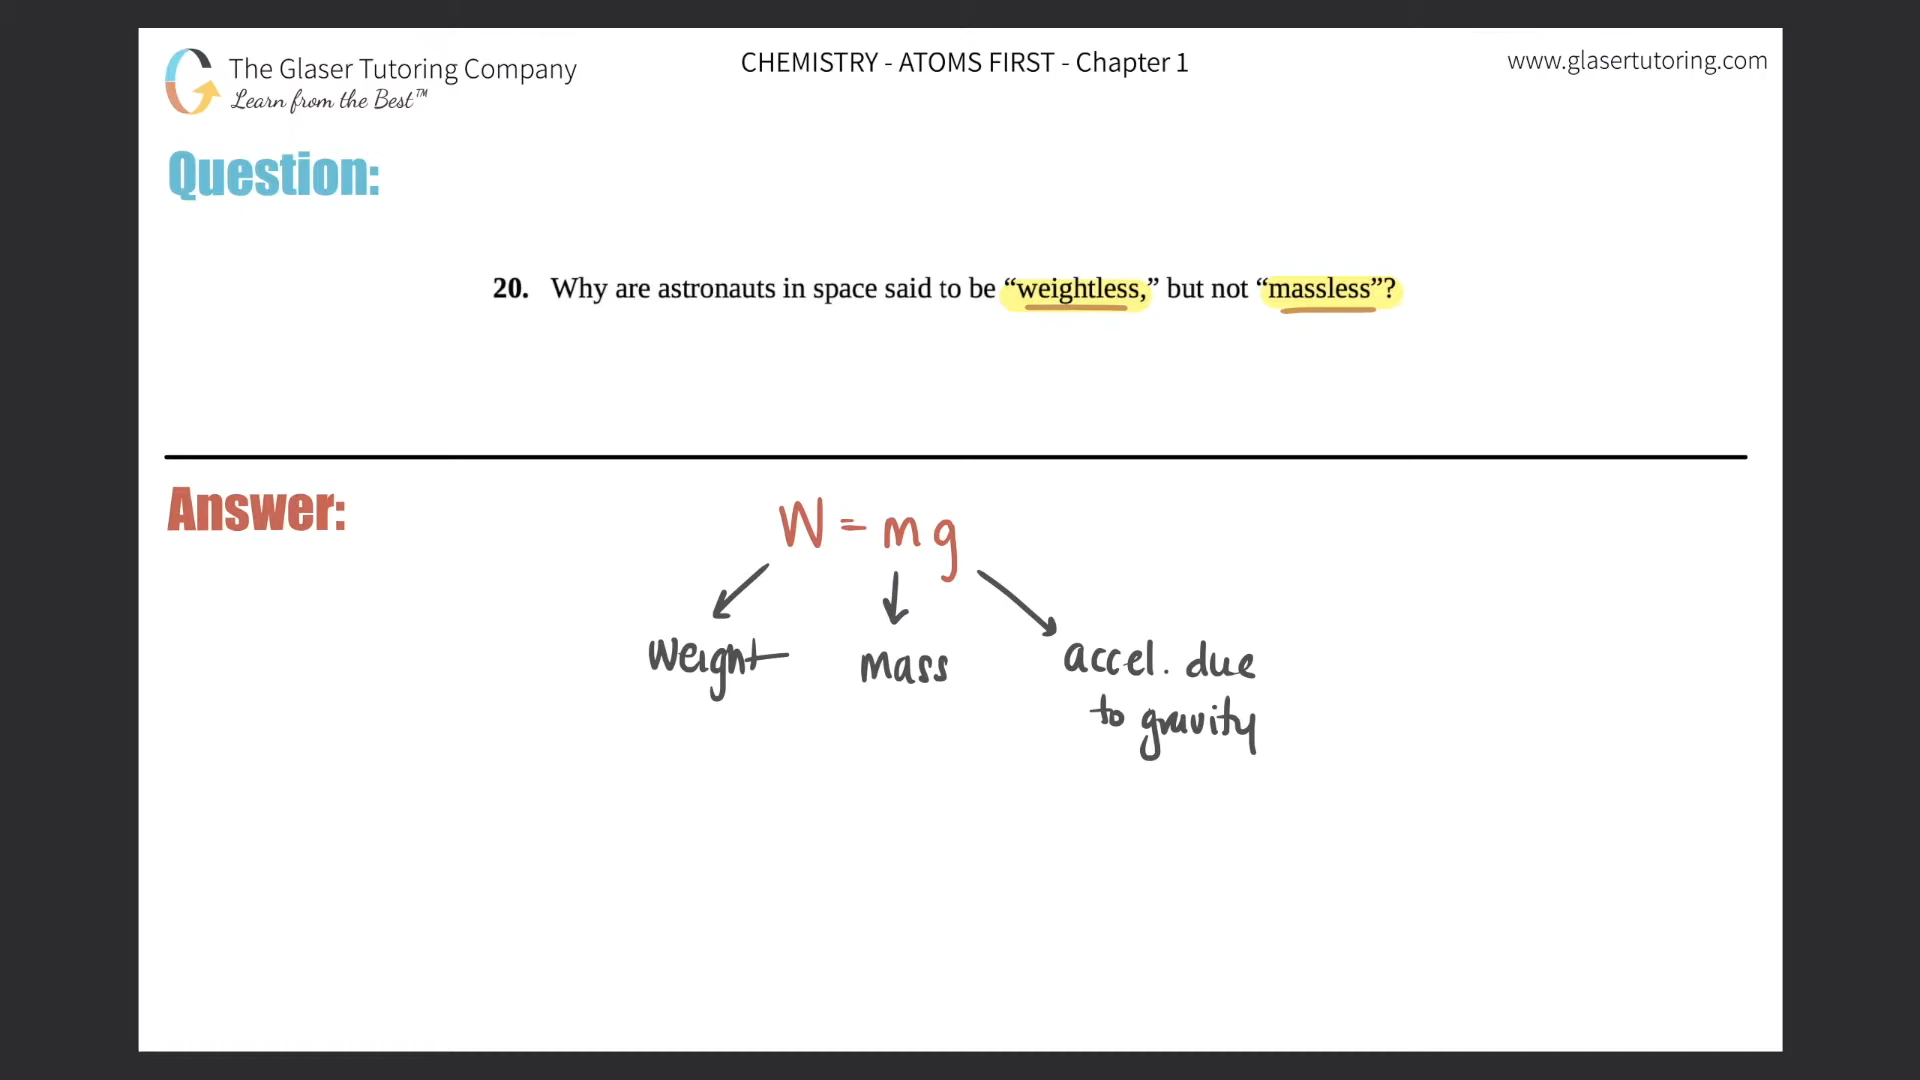 The Glaser Tutoring Company
Learn from the Best™
CHEMISTRY - ATOMS FIRST - Chapter 1
www.glasertutoring.com
Question:
20. Why are astronauts in space said to be “weightless,” but not “massless”?
Answer:
W = mg
weight
mass
accel. due
to gravity